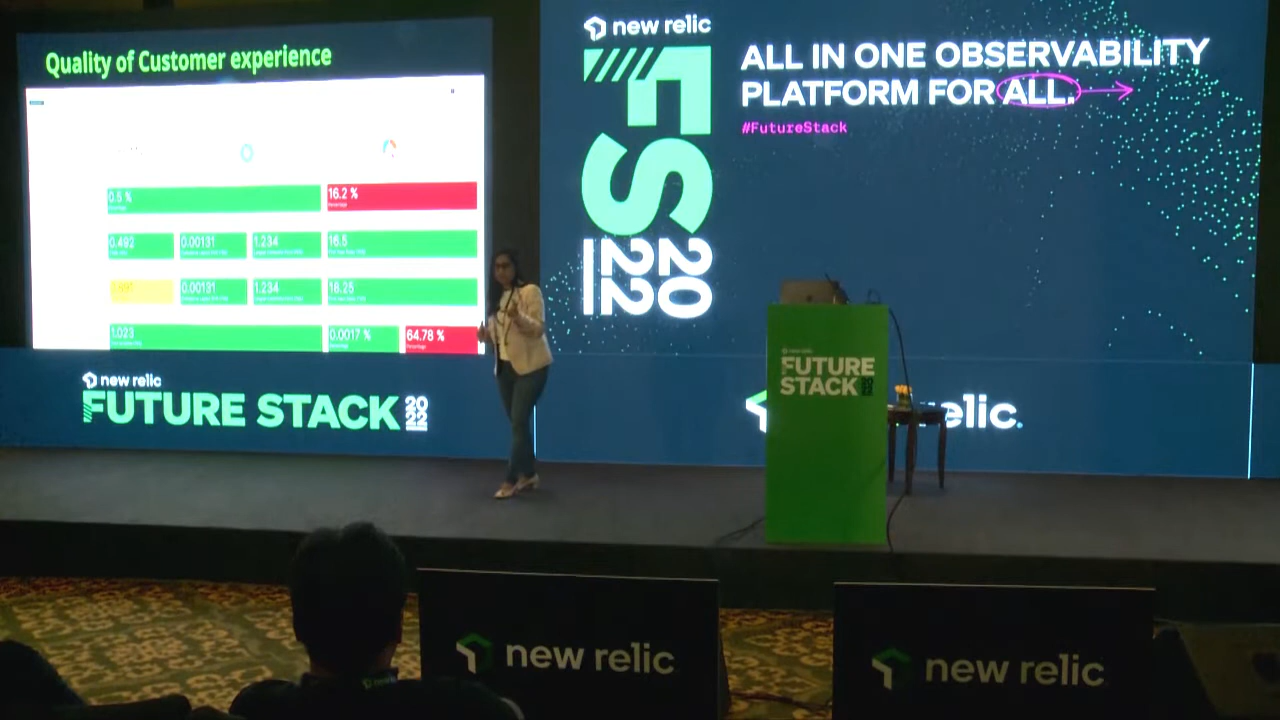 Quality of Customer experience
0.5 %
16.2 %
0.492
0.00131
1.234
16.5
0.00131
1.234
16.25
1.023
0.0017 %
64.78 %
new relic
FUTURE STACK 2022
new relic
FS
2022
ALL IN ONE OBSERVABILITY
PLATFORM FOR ALL.
#FutureStack
new relic
FUTURE
STACK
relic.
new relic
new relic